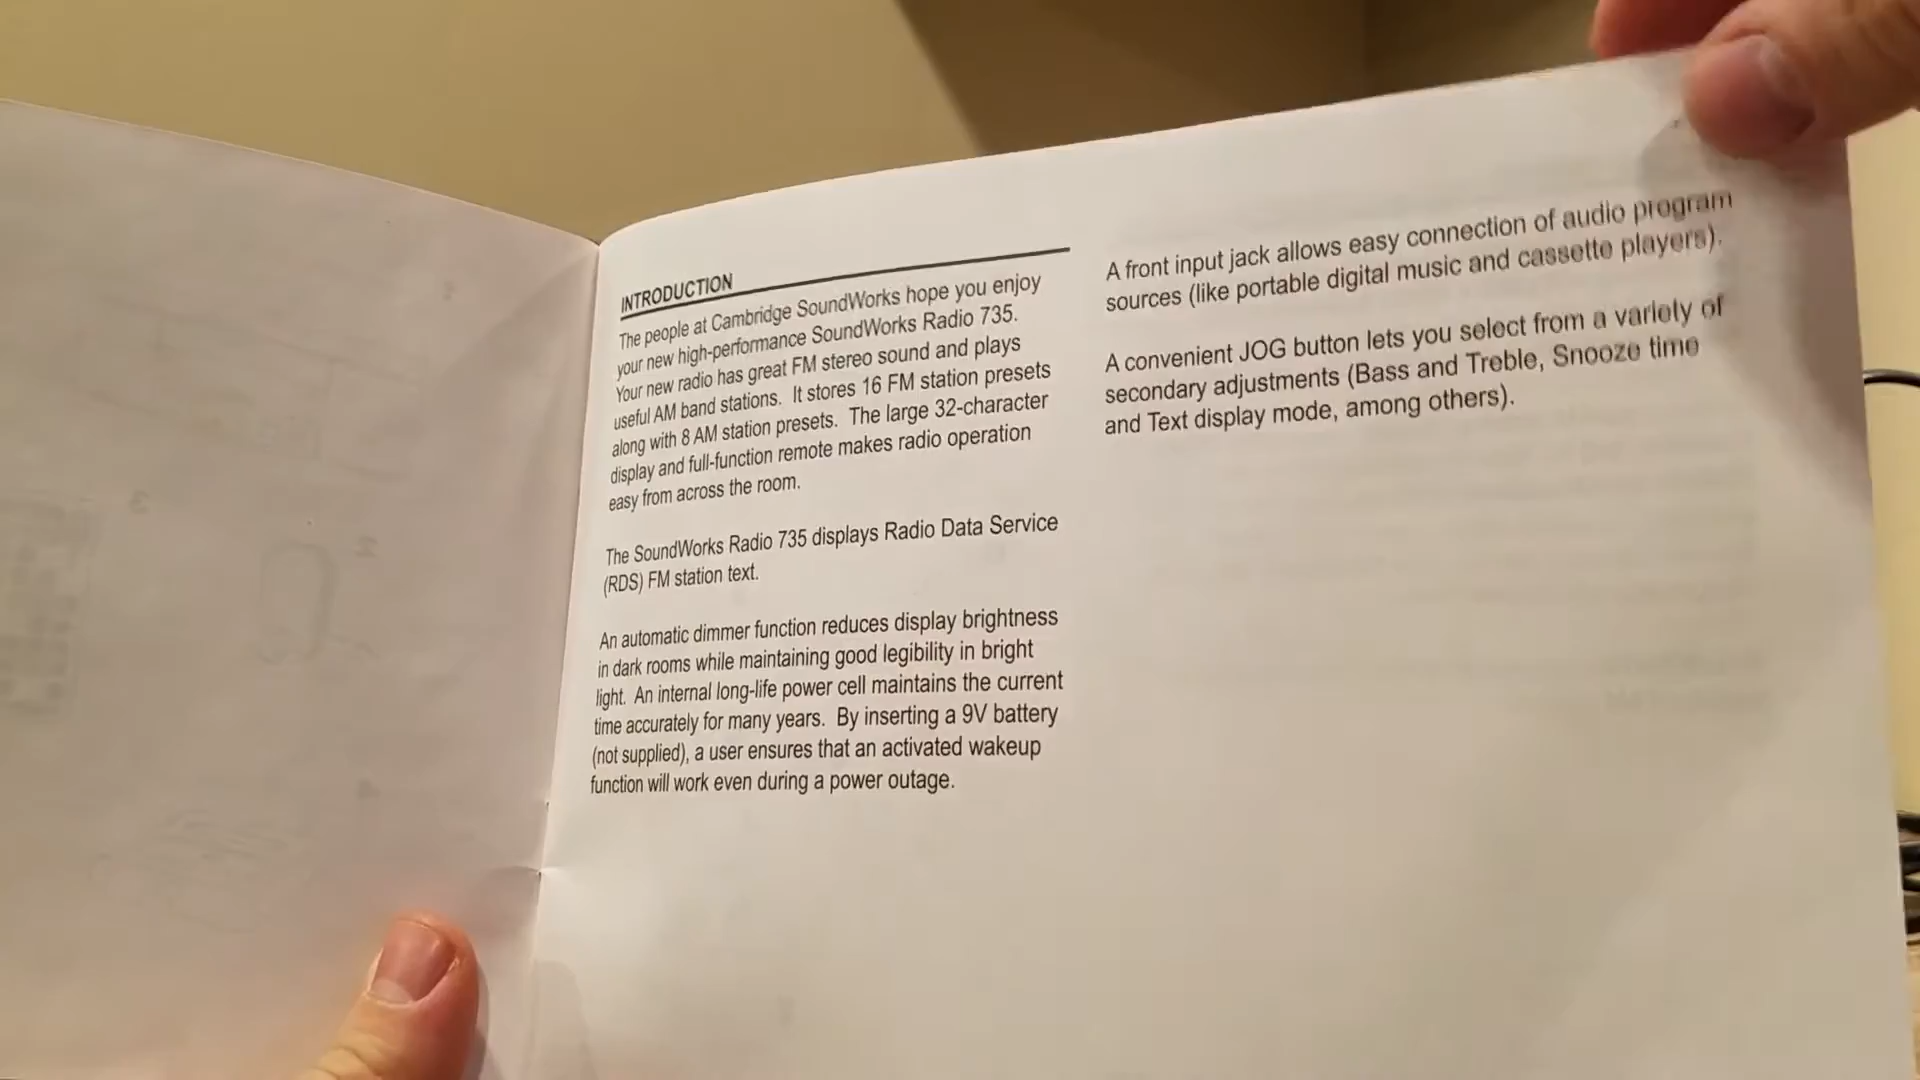 INTRODUCTION
The people at Cambridge SoundWorks hope you enjoy
your new high-performance SoundWorks Radio 735.
Your new radio has great FM stereo sound and plays
useful AM band stations. It stores 16 FM station presets
along with 8 AM station presets. The large 32-character
display and full-function remote makes radio operation
easy from across the room.
The SoundWorks Radio 735 displays Radio Data Service
(RDS) FM station text.
An automatic dimmer function reduces display brightness
in dark rooms while maintaining good legibility in bright
light. An internal long-life power cell maintains the current
time accurately for many years. By inserting a 9V battery
(not supplied), a user ensures that an activated wakeup
function will work even during a power outage.
A front input jack allows easy connection of audio program
sources (like portable digital music and cassette players).
A convenient JOG button lets you select from a variety of
secondary adjustments (Bass and Treble, Snooze time
and Text display mode, among others).